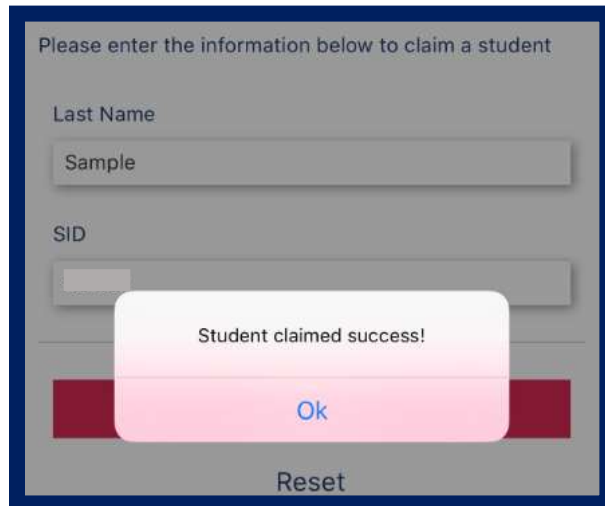 Please enter the information below to claim a student
Last Name
Sample
SID
Student claimed success!
Ok
Reset